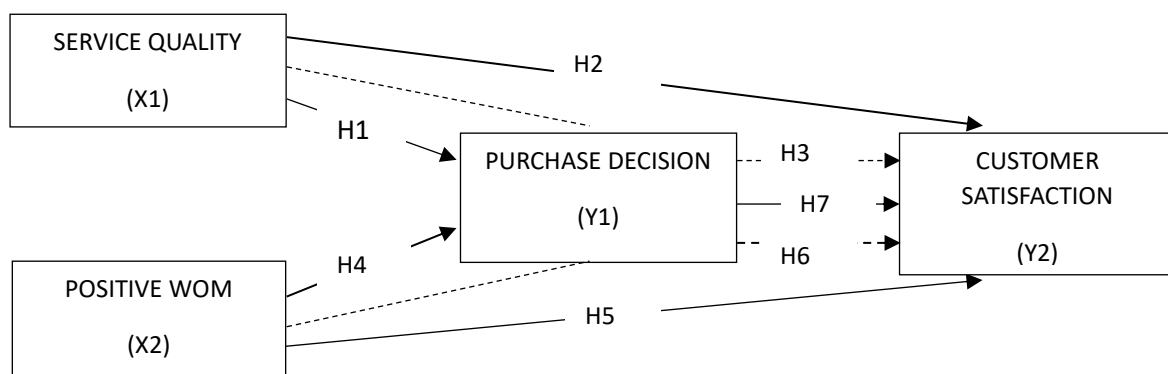 SERVICE QUALITY
(X1)
H2
H1
PURCHASE DECISION
(Y1)
H3
H7
H6
CUSTOMER
SATISFACTION
(Y2)
H4
POSITIVE WOM
(X2)
H5